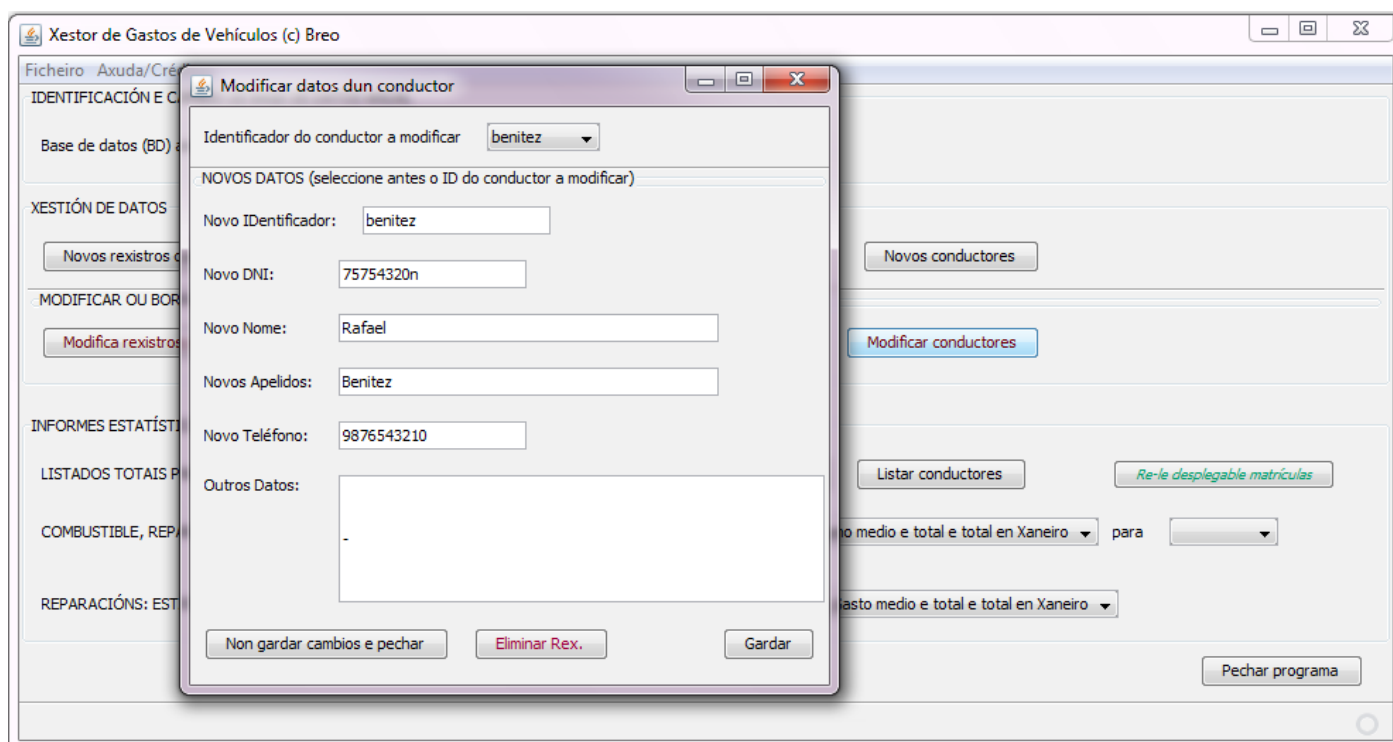 Xestor de Gastos de Vehículos (c) Breo
Ficheiro Axuda/Cré
Modificar datos dun conductor
IDENTIFICACIÓN E C
Identificador do conductor a modificar benitez
Base de datos (BD) a
NOVOS DATOS (seleccione antes o ID do conductor a modificar)
XESTIÓN DE DATOS
Novo IDentificador: benitez
Novos rexistros Novos conductores
Novo DNI: 75754320n
MODIFICAR OU BOR
Novo Nome: Rafael
Modifica rexistros Modificar conductores
Novos Apelidos: Benitez
INFORMES ESTATÍSTI
Novo Teléfono: 9876543210
LISTADOS TOTAIS P Listar conductores Re-le desplegable matrículas
Outros Datos:
-
COMBUSTIBLE, REPA no medio e total e total en Xaneiro para
REPARACIÓNS: EST Gasto medio e total e total en Xaneiro
Non gardar cambios e pechar Eliminar Rex. Gardar
Pechar programa